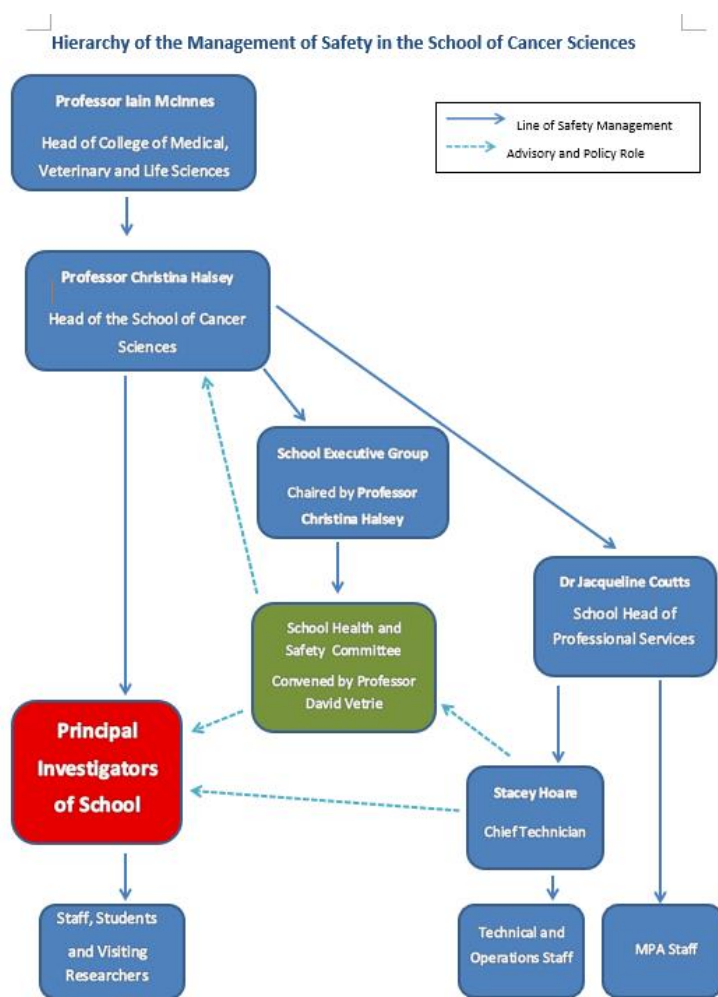 Hierarchy of the Management of Safety in the School of Cancer Sciences
Professor Iain McInnes
Head of College of Medical,
Veterinary and Life Sciences
Line of Safety Management
Advisory and Policy Role
Professor Christina Halsey
Head of the School of Cancer
Sciences
School Executive Group
Chaired by Professor
Christina Halsey
Dr Jacqueline Coutts
School Head of
Professional Services
School Health and
Safety Committee
Convened by Professor
David Vetrie
Principal
Investigators
of School
Stacey Hoare
Chief Technician
Staff, Students
and Visiting
Researchers
Technical and
Operations Staff
MPA Staff